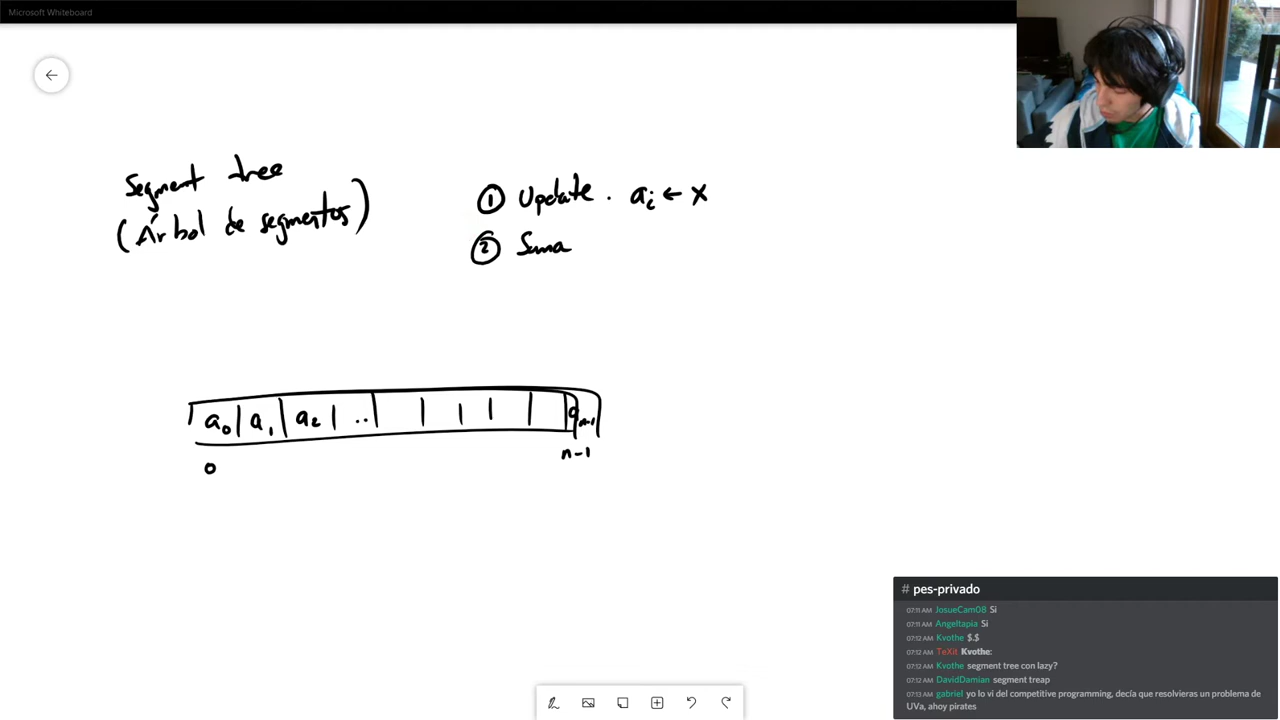 Microsoft Whiteboard
Segment tree
(Árbol de segmentos)
① Update . aᵢ ← x
② Suma
a₀ a₁ a₂ .. aₙ₋₁
0 n-1
# pes-privado
07:11 AM JosueCam08 Si
07:11 AM Angeltapia Si
07:12 AM Kvothe $.$
07:12 AM TeXit Kvothe:
07:12 AM Kvothe segment tree con lazy?
07:12 AM DavidDamian segment treap
07:13 AM gabriel yo lo vi del competitive programming, decía que resolvieras un problema de
UVa, ahoy pirates